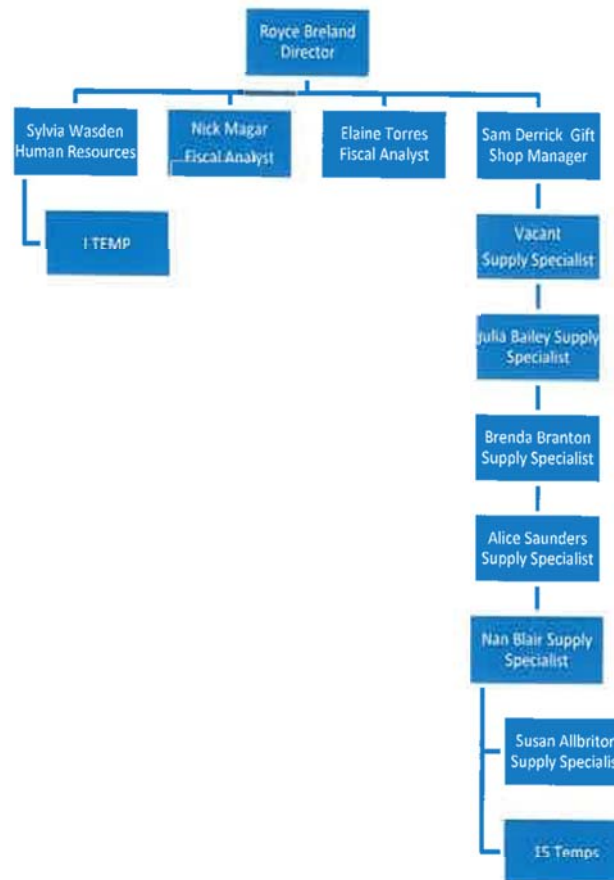 Royce Breland
Director
Sylvia Wasden
Human Resources
Nick Magar
Fiscal Analyst
Elaine Torres
Fiscal Analyst
Sam Derrick Gift
Shop Manager
I TEMP
Vacant
Supply Specialist
Julia Bailey Supply
Specialist
Brenda Branton
Supply Specialist
Alice Saunders
Supply Specialist
Nan Blair Supply
Specialist
Susan Allbritor
Supply Specialis
15 Temps